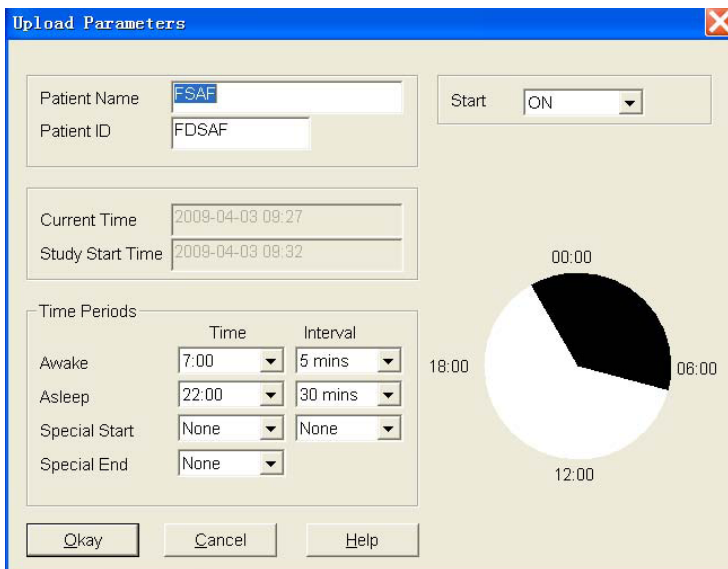 Upload Parameters
Patient Name FSAF
Patient ID FDSAF
Start ON
Current Time 2009-04-03 09:27
Study Start Time 2009-04-03 09:32
Time Periods
Time Interval
Awake 7:00 5 mins
Asleep 22:00 30 mins
Special Start None None
Special End None
00:00
18:00
06:00
12:00
Okay Cancel Help